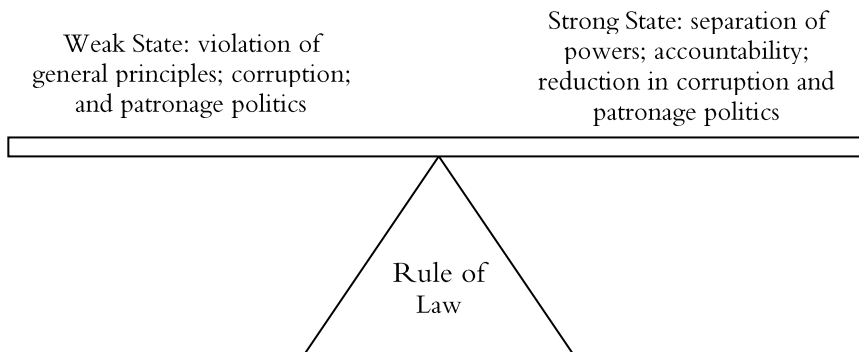 Weak State: violation of
general principles; corruption;
and patronage politics
Strong State: separation of
powers; accountability;
reduction in corruption and
patronage politics
Rule of
Law